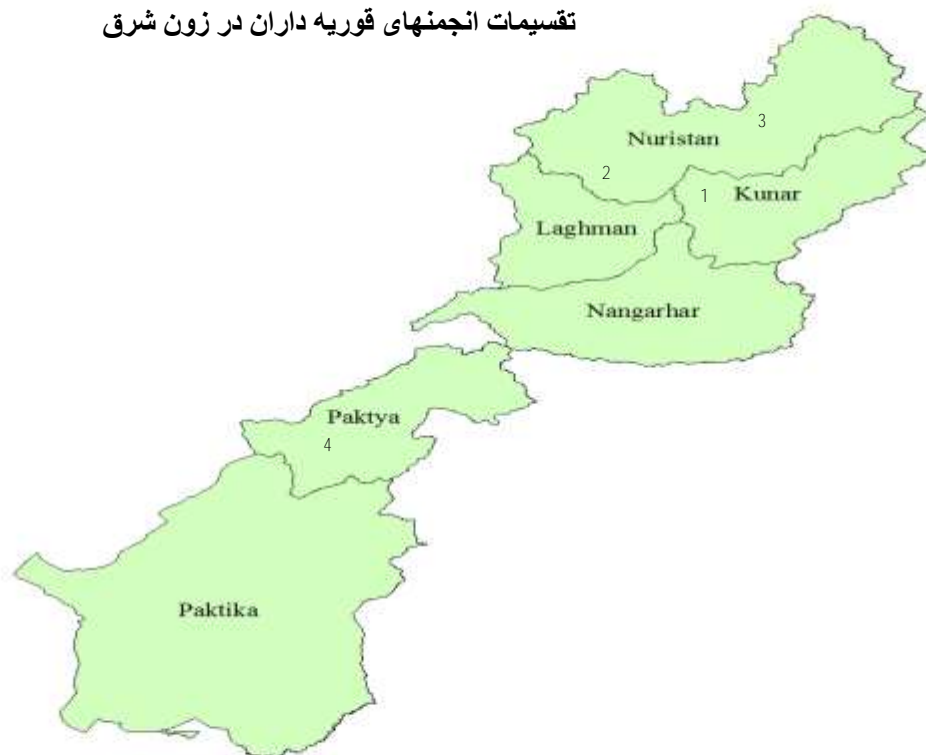 تقسیمات انجمنهای قوریه داران در زون شرق
3
Nuristan
2
1
Kunar
Laghman
Nangarhar
Paktya
4
Paktika